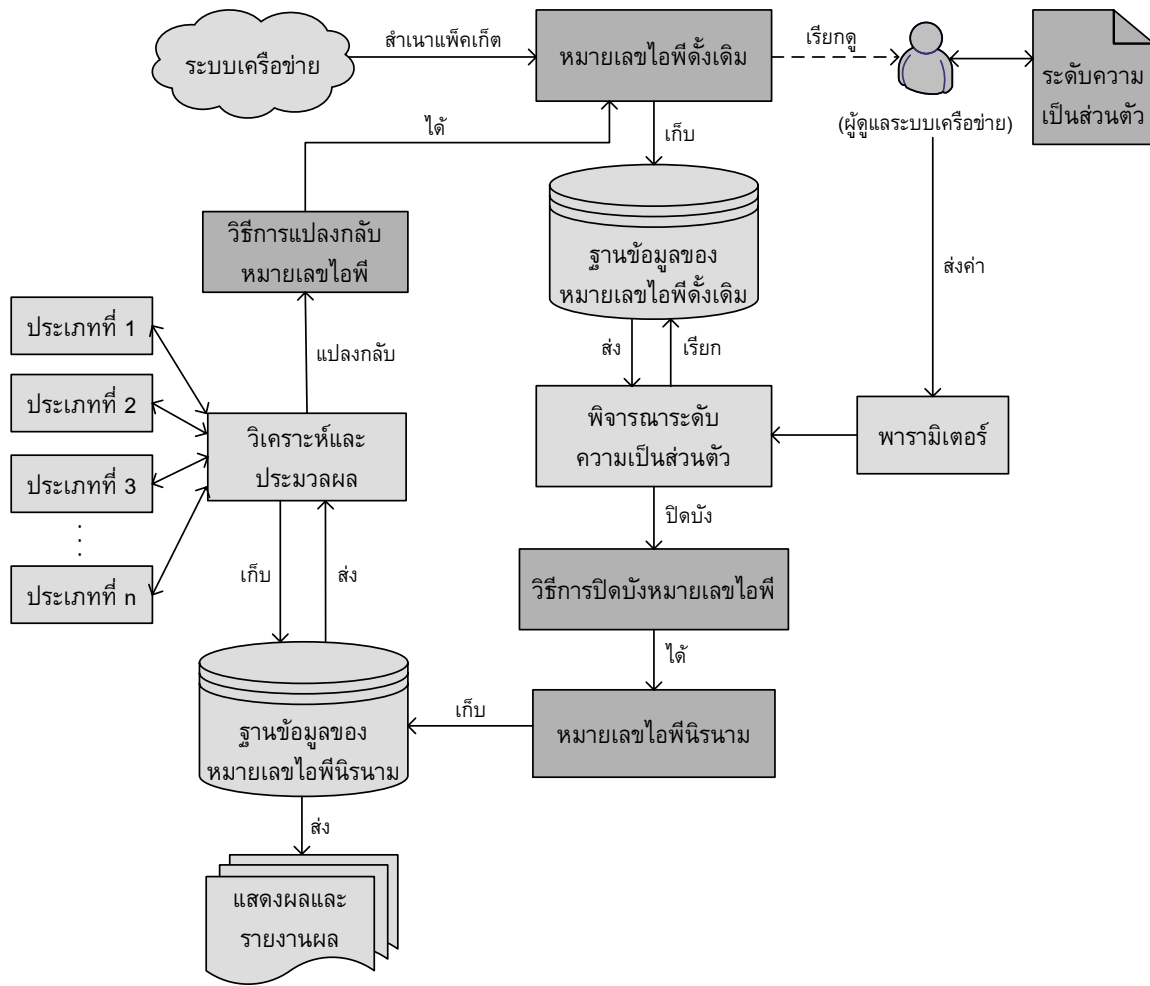 สำเนาแพ็คเก็ต
ระบบเครือข่าย
หมายเลขไอพีดั้งเดิม
เรียกดู
ระดับความ
เป็นส่วนตัว
(ผู้ดูแลระบบเครือข่าย)
ได้
เก็บ
วิธีการแปลงกลับ
หมายเลขไอพี
ฐานข้อมูลของ
หมายเลขไอพีดั้งเดิม
ส่งค่า
ประเภทที่ 1
แปลงกลับ
ส่ง
เรียก
ประเภทที่ 2
วิเคราะห์และ
ประมวลผล
พิจารณาระดับ
ความเป็นส่วนตัว
พารามิเตอร์
ประเภทที่ 3
ปิดบัง
.
.
.
ประเภทที่ n
เก็บ
ส่ง
วิธีการปิดบังหมายเลขไอพี
ได้
เก็บ
ฐานข้อมูลของ
หมายเลขไอพีนิรนาม
หมายเลขไอพีนิรนาม
ส่ง
แสดงผลและ
รายงานผล